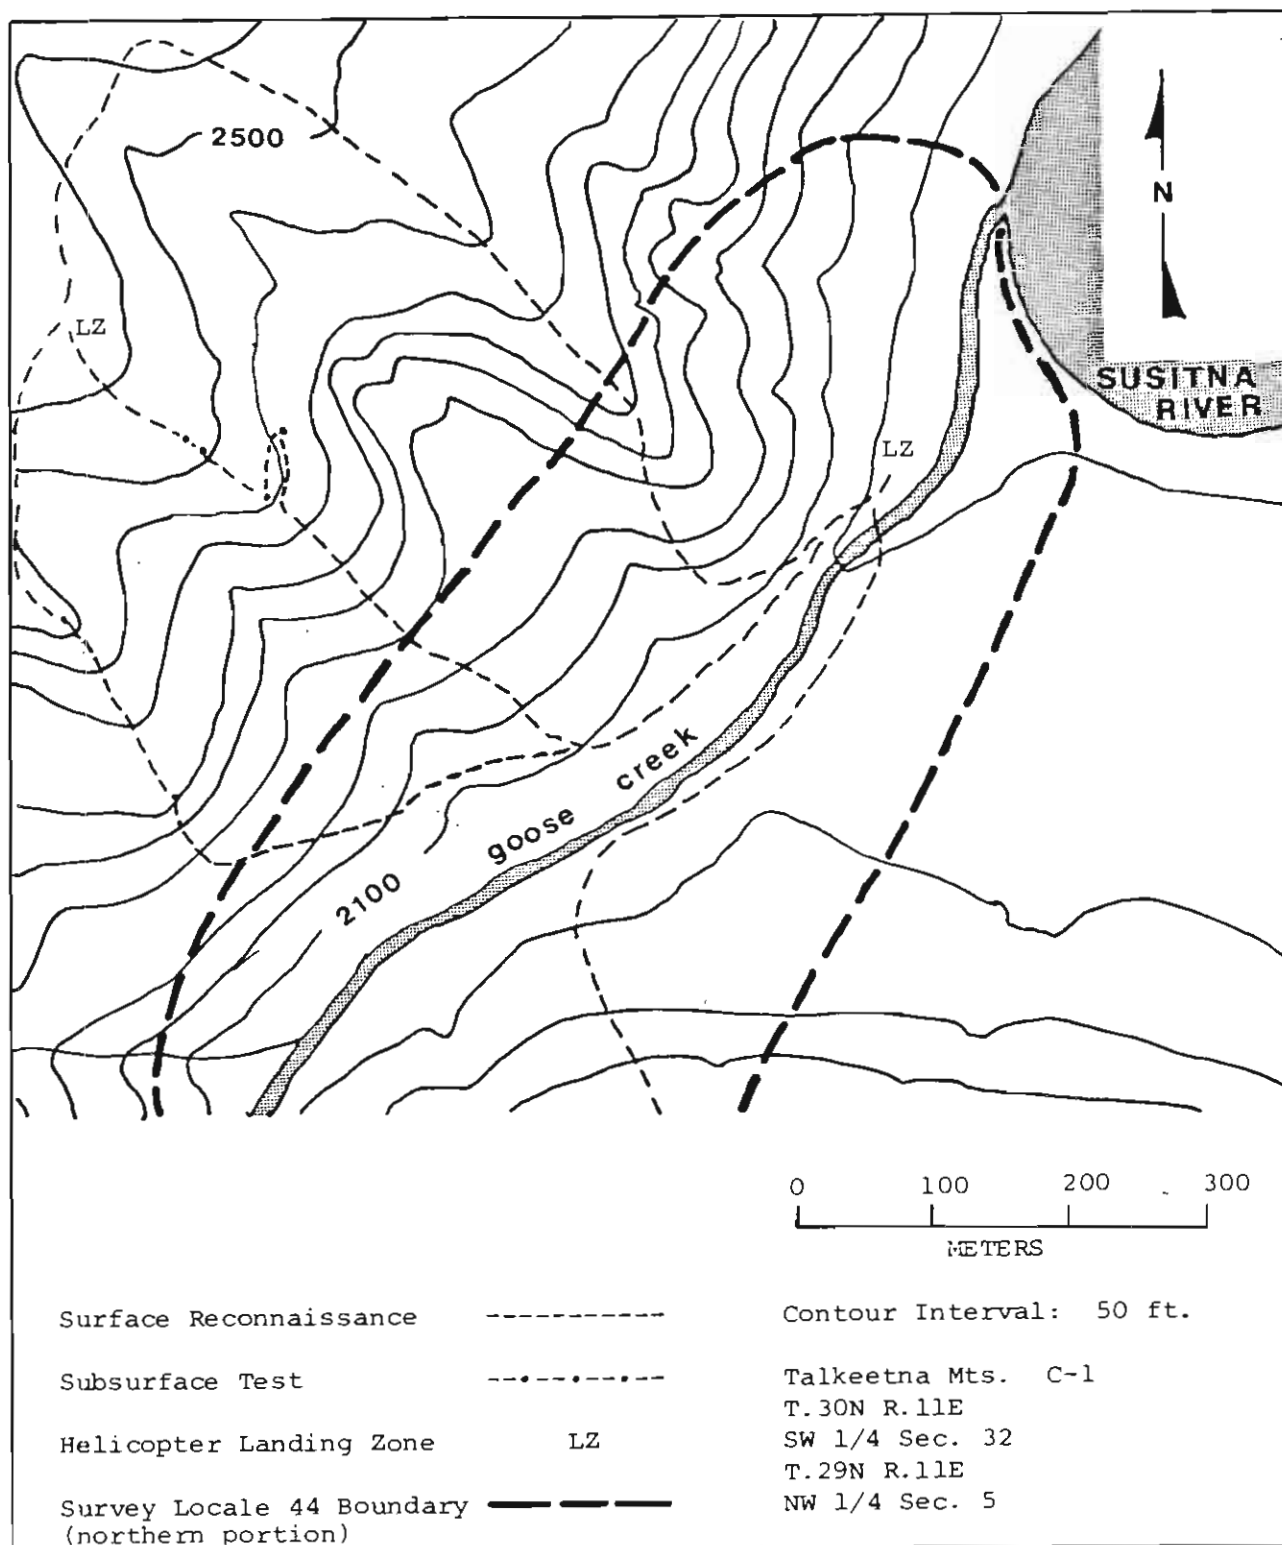 2500
N
LZ
SUSITNA
RIVER
LZ
goose creek
2100
0 100 200 300
METERS
Surface Reconnaissance
Subsurface Test
Helicopter Landing Zone LZ
Survey Locale 44 Boundary
(northern portion)
Contour Interval: 50 ft.
Talkeetna Mts. C-1
T.30N R.11E
SW 1/4 Sec. 32
T.29N R.11E
NW 1/4 Sec. 5